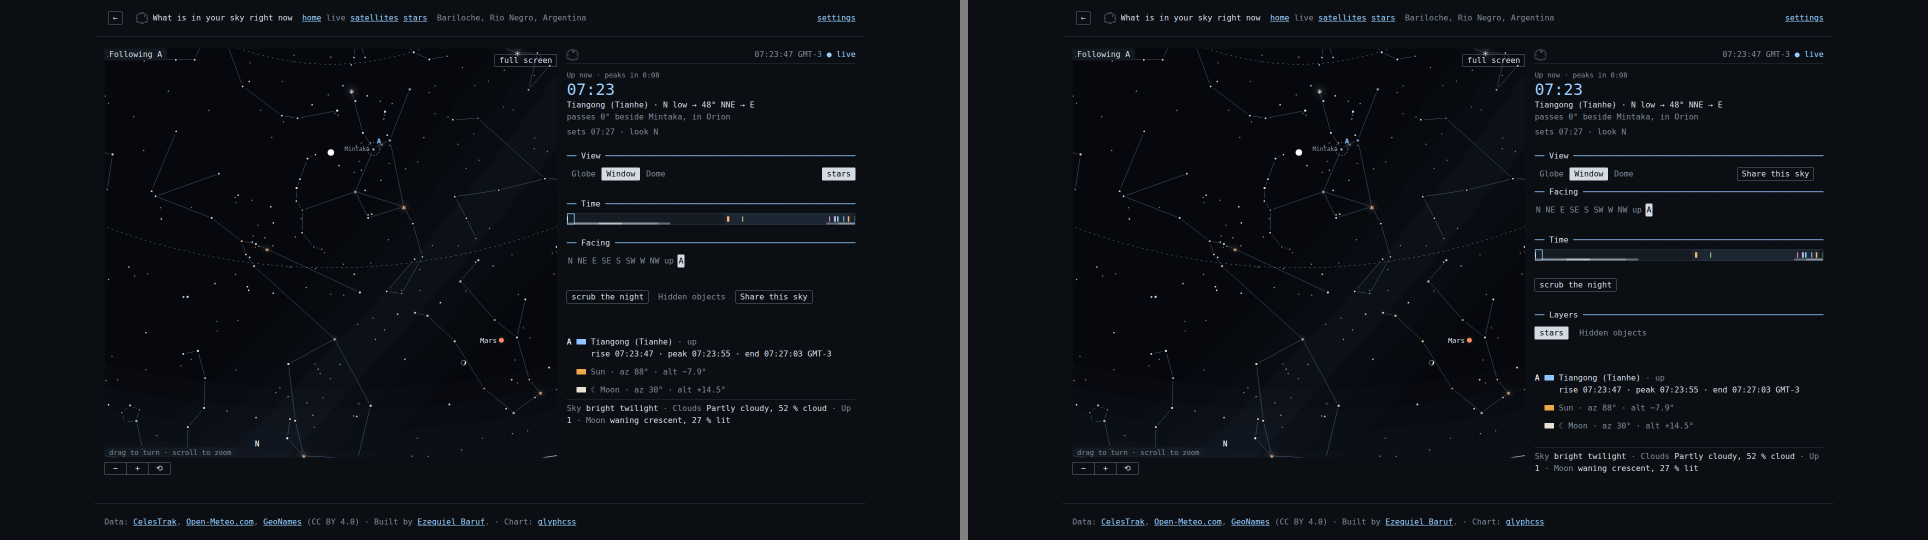 ← What is in your sky right now home live satellites stars Bariloche, Río Negro, Argentina settings
Following A
full screen
Mintaka
A
Mars
N
drag to turn · scroll to zoom
− + ⟲
07:23:47 GMT-3 ● live
Up now · peaks in 0:08
07:23
Tiangong (Tianhe) · N low → 48° NNE → E
passes 0° beside Mintaka, in Orion
sets 07:27 · look N
View
Globe Window Dome stars
Time
Facing
N NE E SE S SW W NW up A
scrub the night Hidden objects Share this sky
A Tiangong (Tianhe) · up
rise 07:23:47 · peak 07:23:55 · end 07:27:03 GMT-3
Sun · az 88° · alt −7.9°
☾ Moon · az 30° · alt +14.5°
Sky bright twilight · Clouds Partly cloudy, 52 % cloud · Up
1 · Moon waning crescent, 27 % lit
Data: CelesTrak, Open-Meteo.com, GeoNames (CC BY 4.0) · Built by Ezequiel Baruf. · Chart: glyphcss
← What is in your sky right now home live satellites stars Bariloche, Río Negro, Argentina settings
Following A
full screen
Mintaka
A
Mars
N
drag to turn · scroll to zoom
− + ⟲
07:23:47 GMT-3 ● live
Up now · peaks in 0:08
07:23
Tiangong (Tianhe) · N low → 48° NNE → E
passes 0° beside Mintaka, in Orion
sets 07:27 · look N
View
Globe Window Dome Share this sky
Facing
N NE E SE S SW W NW up A
Time
scrub the night
Layers
stars Hidden objects
A Tiangong (Tianhe) · up
rise 07:23:47 · peak 07:23:55 · end 07:27:03 GMT-3
Sun · az 88° · alt −7.9°
☾ Moon · az 30° · alt +14.5°
Sky bright twilight · Clouds Partly cloudy, 52 % cloud · Up
1 · Moon waning crescent, 27 % lit
Data: CelesTrak, Open-Meteo.com, GeoNames (CC BY 4.0) · Built by Ezequiel Baruf. · Chart: glyphcss